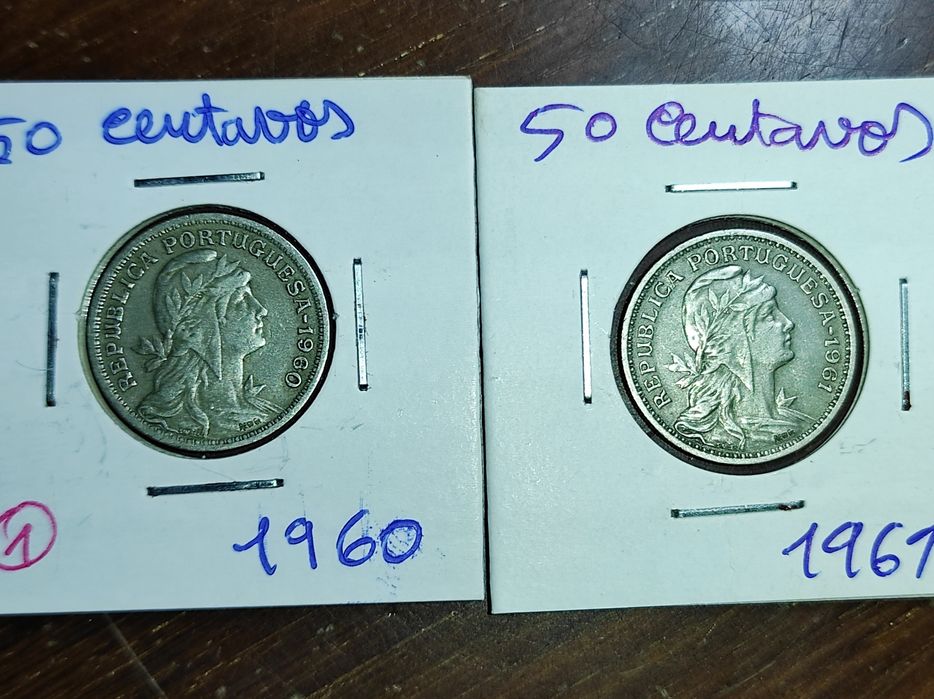 50 centavos
REPUBLICA PORTUGUESA-1960
1
1960
50 Centavos
REPUBLICA PORTUGUESA-1961
1961